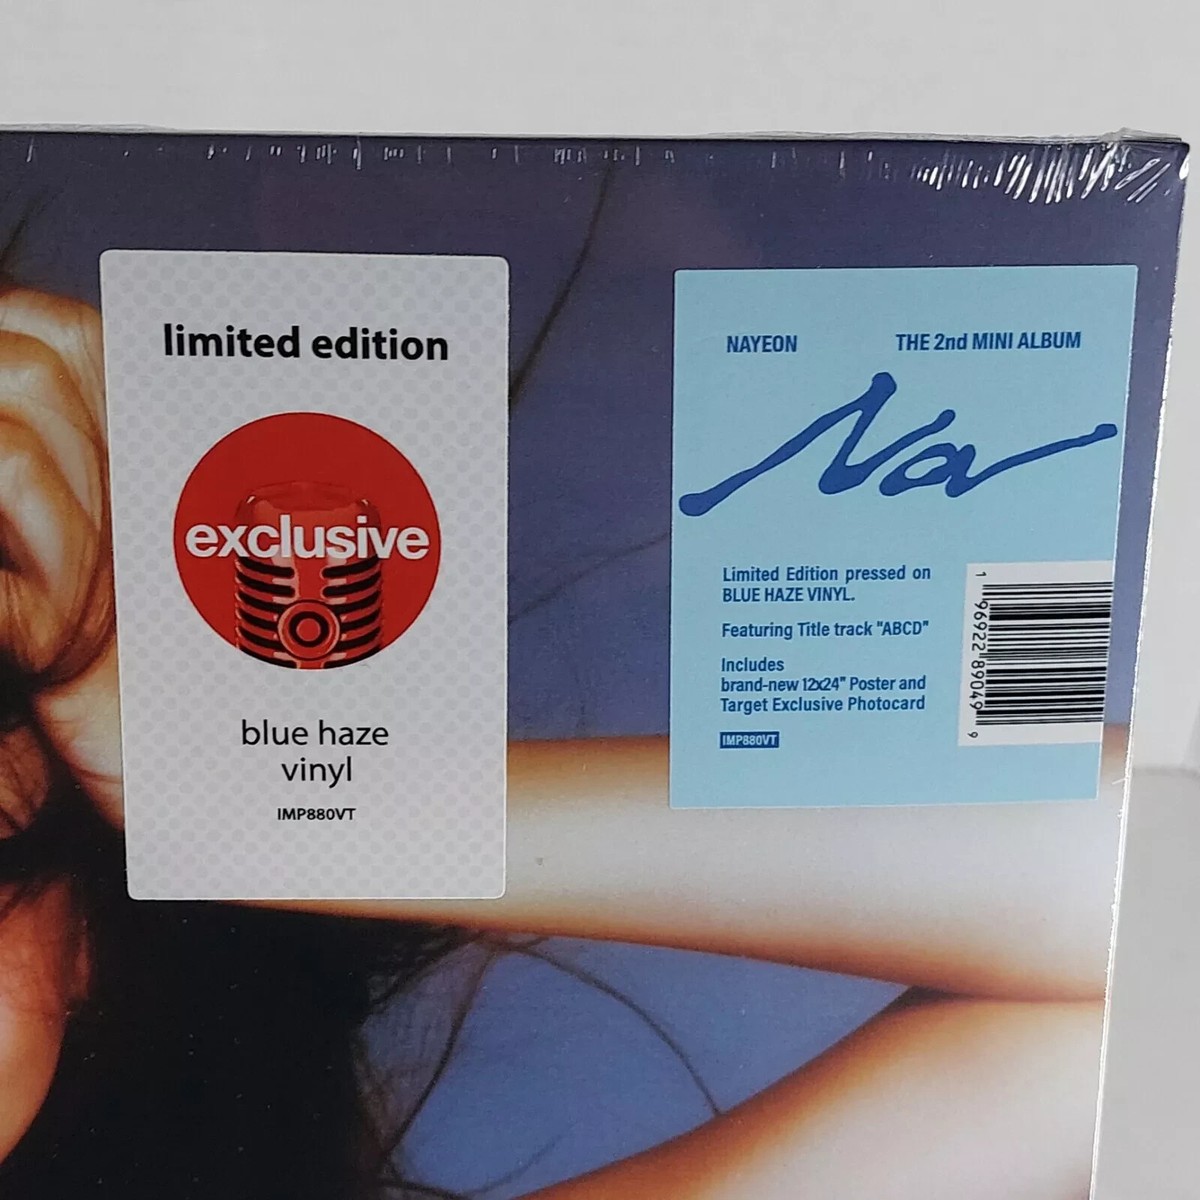 limited edition
exclusive
blue haze
vinyl
IMP880VT
NAYEON THE 2nd MINI ALBUM
Na
Limited Edition pressed on
BLUE HAZE VINYL.
Featuring Title track "ABCD"
Includes
brand-new 12x24" Poster and
Target Exclusive Photocard
IMP880VT
1 96922 89049 9